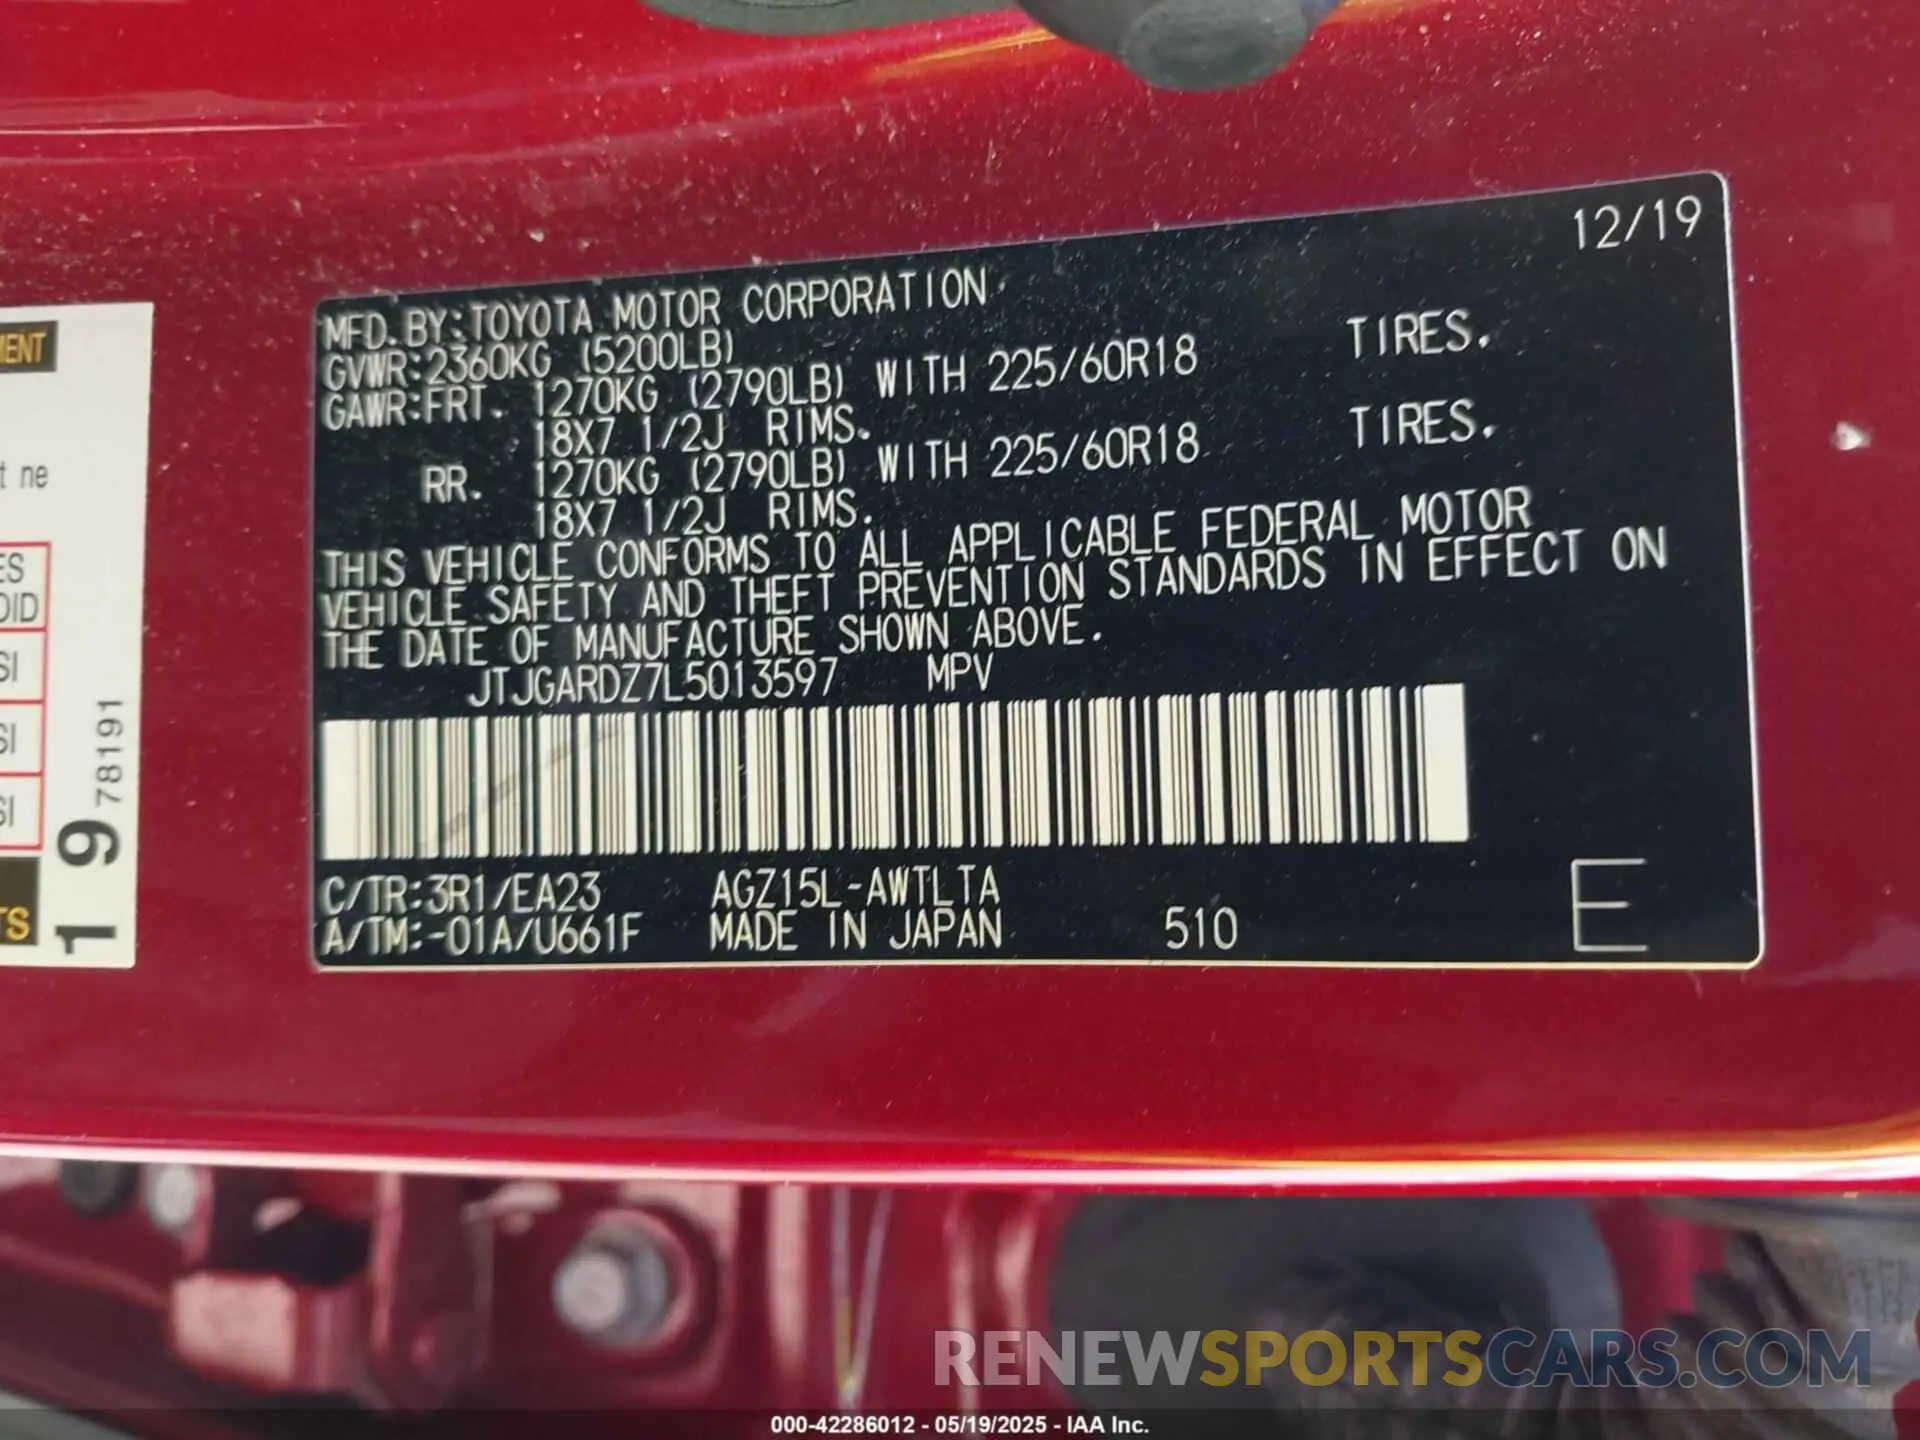 12/19
MFD. BY: TOYOTA MOTOR CORPORATION
GVWR: 2360KG (5200LB)
GAWR: FRT. 1270KG (2790LB) WITH 225/60R18 TIRES.
18X7 1/2J RIMS.
RR. 1270KG (2790LB) WITH 225/60R18 TIRES.
18X7 1/2J RIMS.
THIS VEHICLE CONFORMS TO ALL APPLICABLE FEDERAL MOTOR
VEHICLE SAFETY AND THEFT PREVENTION STANDARDS IN EFFECT ON
THE DATE OF MANUFACTURE SHOWN ABOVE.
JTJGARDZ7L5013597 MPV
C/TR: 3R1/EA23 AGZ15L-AWTLTA
A/TM: -01A/U661F MADE IN JAPAN 510 E
t ne
SI
SI
SI
19 78191
RENEWSPORTSCARS.COM
000-42286012 - 05/19/2025 - IAA Inc.